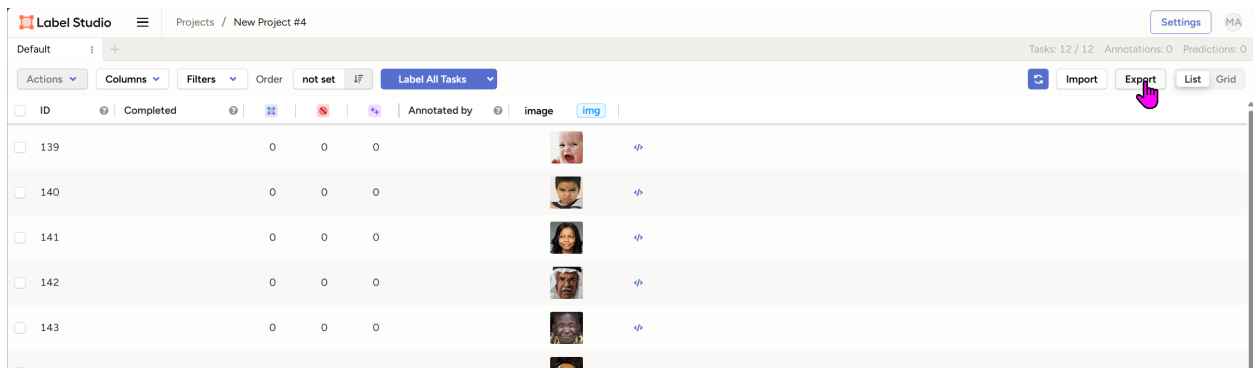 Label Studio Projects / New Project #4 Settings MA
Default + Tasks: 12 / 12 Annotations: 0 Predictions: 0
Actions Columns Filters Order not set Label All Tasks Import Export List Grid
ID Completed Annotated by image img
139 0 0 0 </>
140 0 0 0 </>
141 0 0 0 </>
142 0 0 0 </>
143 0 0 0 </>